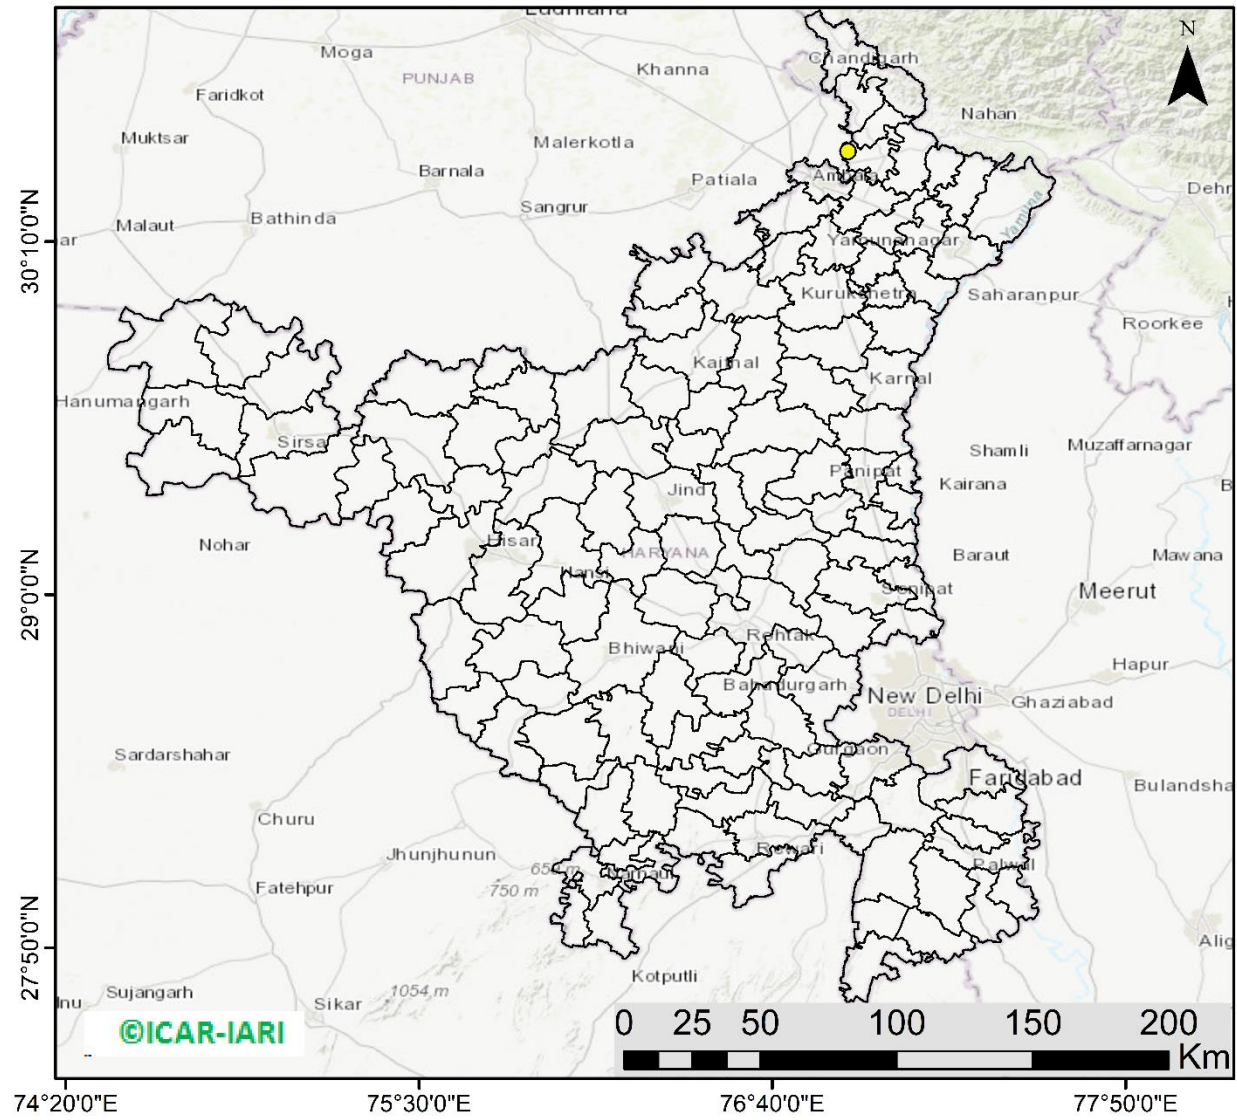 Ludhiana
N
Moga
Chandigarh
Khanna
PUNJAB
Faridkot
Nahan
Muktsar
Malerkotla
Barnala
Patiala
Ambala
Dehr
Sangrur
Malaut
Bathinda
Yamuna
ar
Yamunanagar
30°10'0"N
Kurukshetra
Saharanpur
Roorkee
Kaithal
Karnal
Hanumangarh
Sirsa
Shamli
Muzaffarnagar
Panipat
Jind
Kairana
B
Nohar
Hisar
HARYANA
Baraut
Mawana
Hansi
29°0'0"N
Sonipat
Meerut
Rohtak
Bhiwani
Hapur
Bahadurgarh
New Delhi
DELHI
Ghaziabad
Sardarshahar
Gurgaon
Faridabad
Bulandsha
Churu
Jhunjhunun
Rewari
654 m
Narnaul
Palwal
Fatehpur
750 m
27°50'0"N
Alig
Kotputli
Sujangarh
1054 m
Sikar
ınu
©ICAR-IARI
0 25 50 100 150 200
Km
74°20'0"E 75°30'0"E 76°40'0"E 77°50'0"E